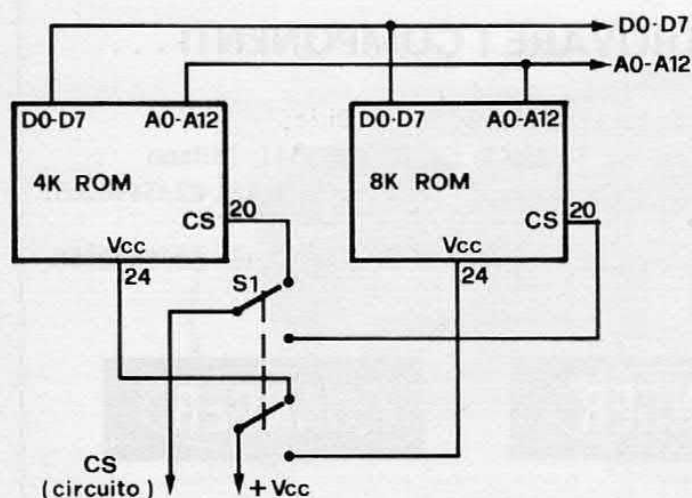 D0-D7
A0-A12
D0-D7 A0-A12
4K ROM
CS
20
Vcc
24
D0-D7 A0-A12
8K ROM
CS
20
Vcc
24
S1
CS
(circuito)
+Vcc